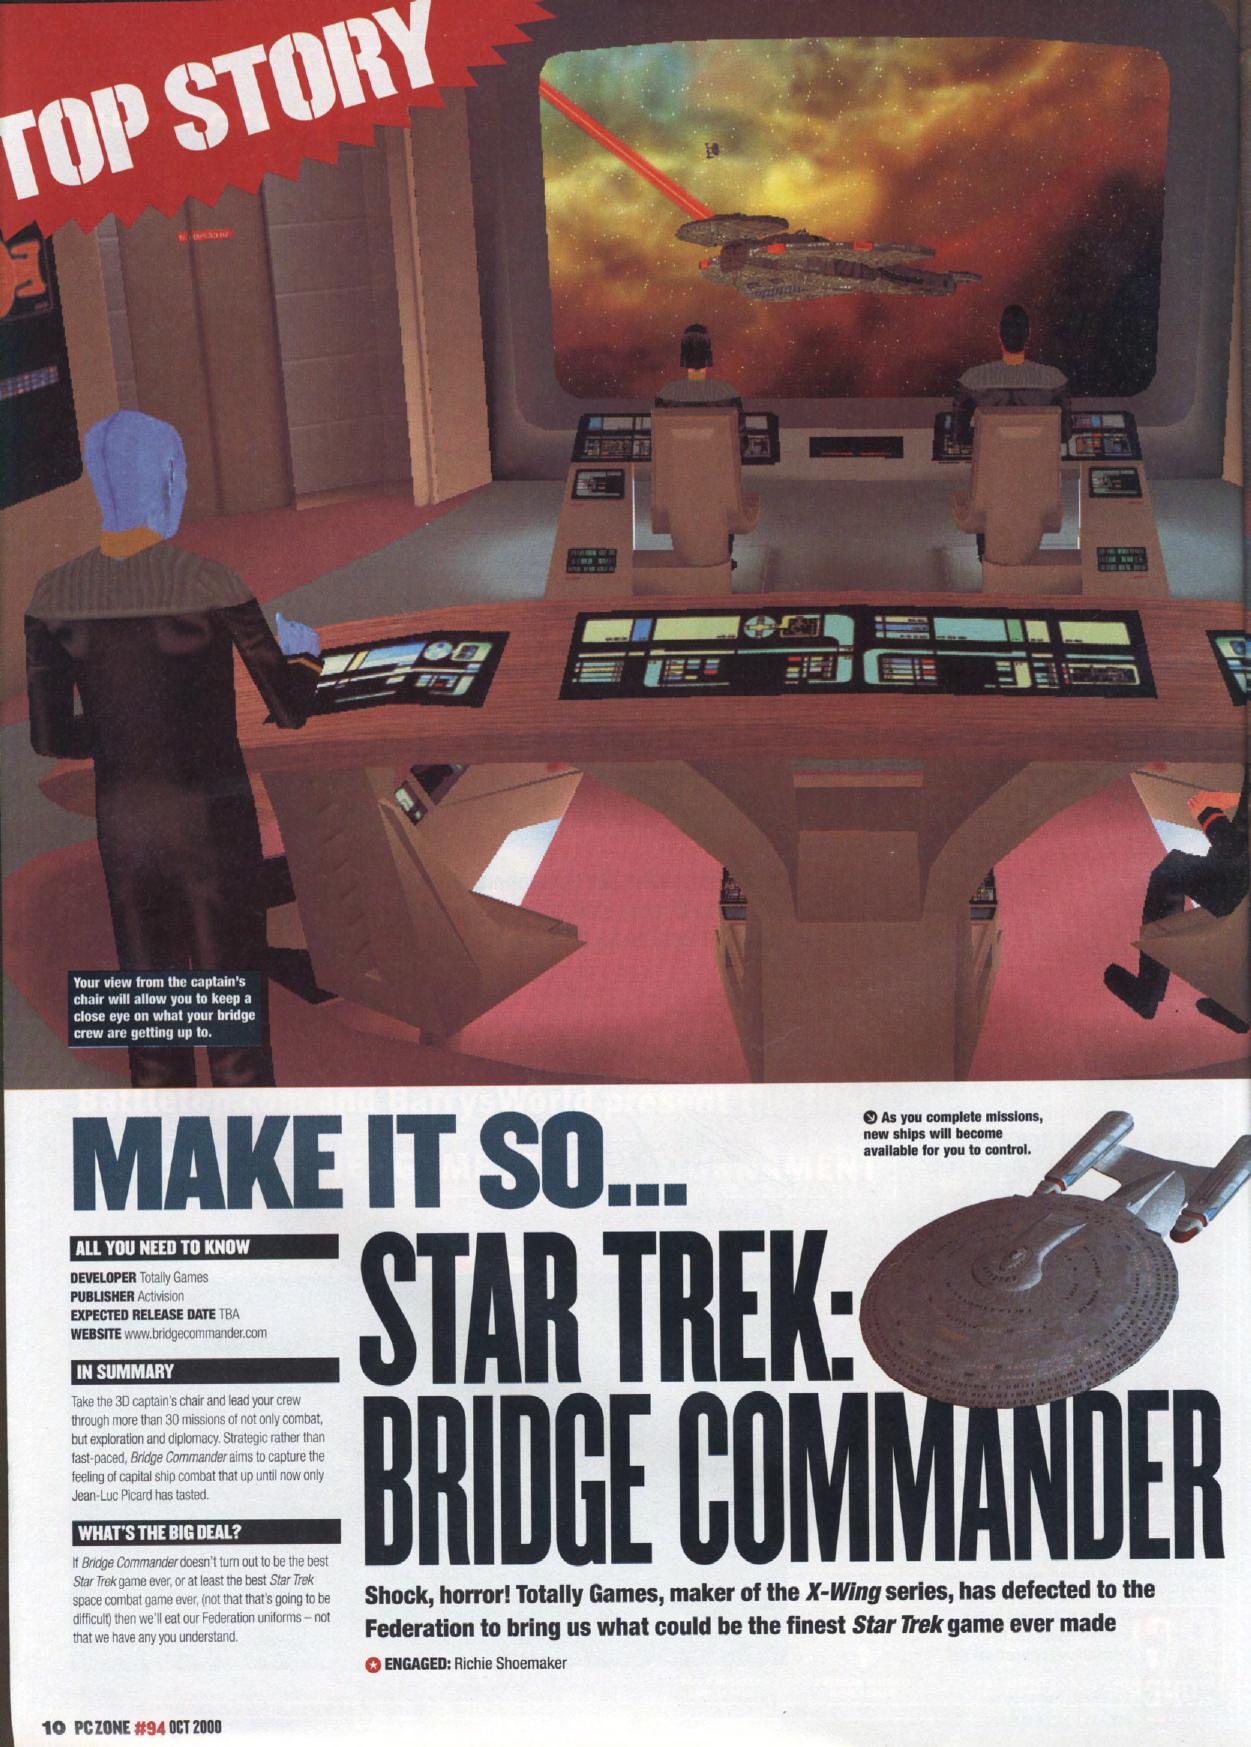 TOP STORY
Your view from the captain's
chair will allow you to keep a
close eye on what your bridge
crew are getting up to.
MAKE IT SO...
As you complete missions,
new ships will become
available for you to control.
STAR TREK:
BRIDGE COMMANDER
ALL YOU NEED TO KNOW
DEVELOPER Totally Games
PUBLISHER Activision
EXPECTED RELEASE DATE TBA
WEBSITE www.bridgecommander.com
IN SUMMARY
Take the 3D captain's chair and lead your crew
through more than 30 missions of not only combat,
but exploration and diplomacy. Strategic rather than
fast-paced, Bridge Commander aims to capture the
feeling of capital ship combat that up until now only
Jean-Luc Picard has tasted.
WHAT'S THE BIG DEAL?
If Bridge Commander doesn't turn out to be the best
Star Trek game ever, or at least the best Star Trek
space combat game ever, (not that that's going to be
difficult) then we'll eat our Federation uniforms – not
that we have any you understand.
Shock, horror! Totally Games, maker of the X-Wing series, has defected to the
Federation to bring us what could be the finest Star Trek game ever made
ENGAGED: Richie Shoemaker
10 PCZONE #94 OCT 2000